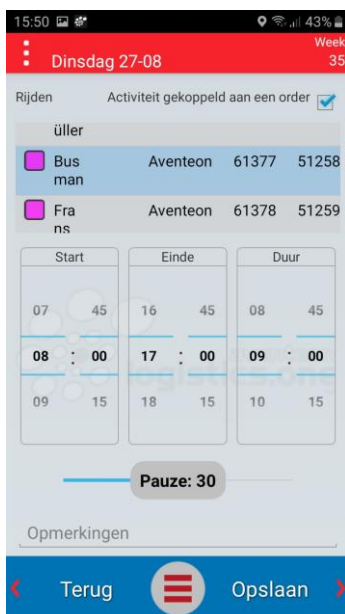 15:50 43%
Week
Dinsdag 27-08 35
Rijden Activiteit gekoppeld aan een order
üller
Bus Aventeon 61377 51258
man
Fra Aventeon 61378 51259
ns
Start Einde Duur
07 45 16 45 08 45
08 : 00 17 : 00 09 : 00
09 15 18 15 10 15
logistics.one
Pauze: 30
Opmerkingen
Terug Opslaan